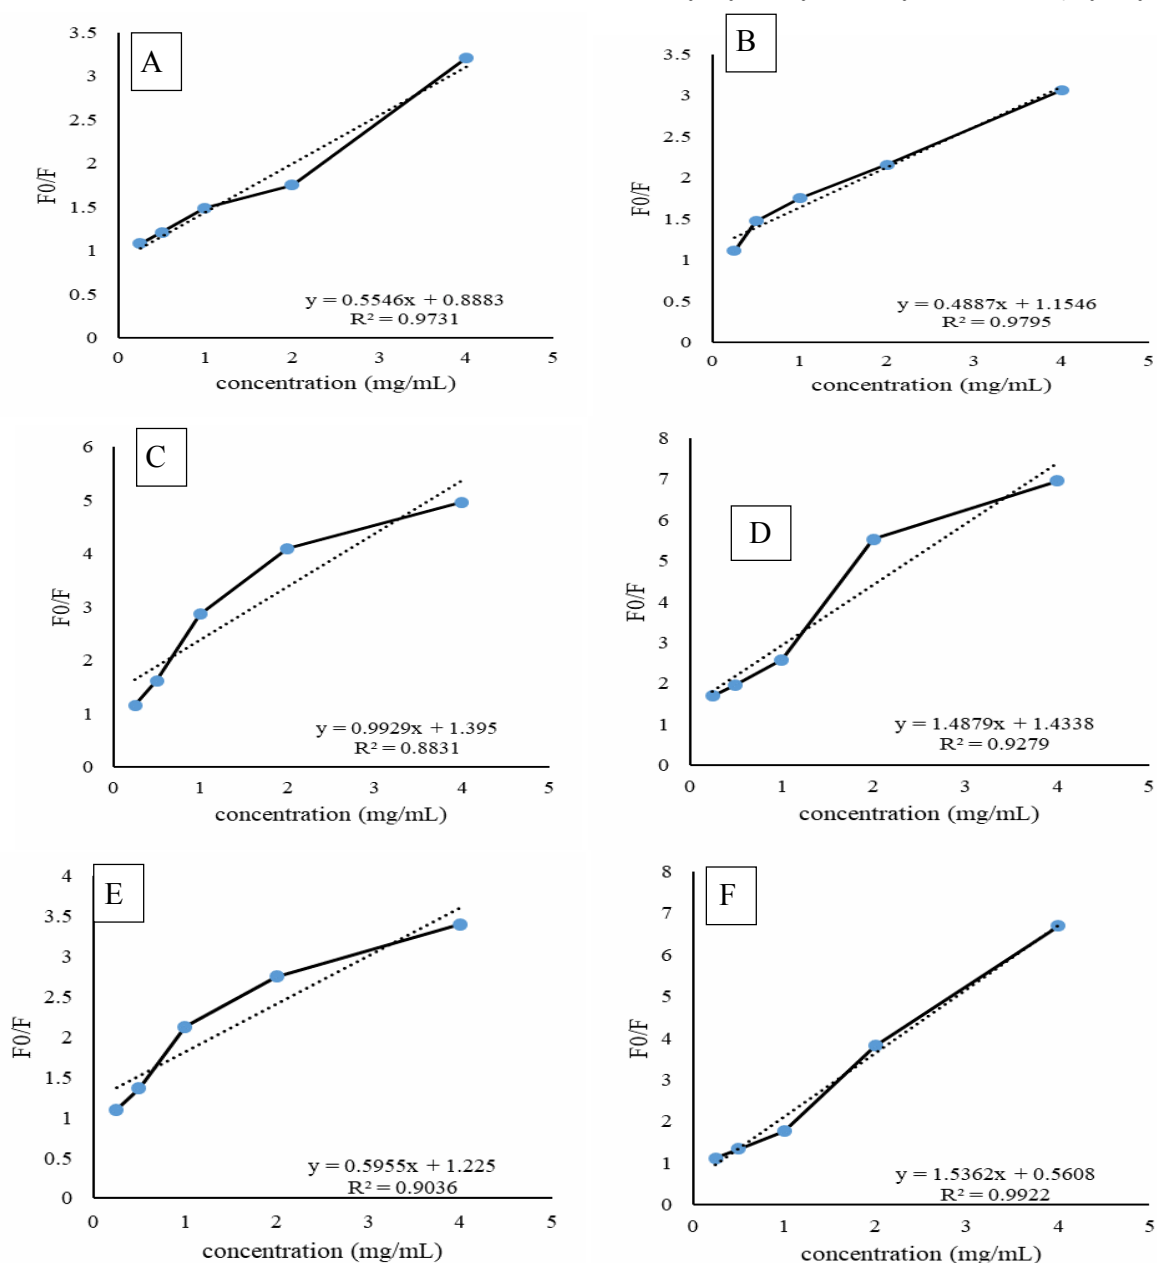 A
F0/F
3.5
3
2.5
2
1.5
1
0.5
0
0 1 2 3 4 5
y = 0.5546x + 0.8883
R² = 0.9731
concentration (mg/mL)
B
F0/F
3.5
3
2.5
2
1.5
1
0.5
0
0 1 2 3 4 5
y = 0.4887x + 1.1546
R² = 0.9795
concentration (mg/mL)
C
F0/F
6
5
4
3
2
1
0
0 1 2 3 4 5
y = 0.9929x + 1.395
R² = 0.8831
concentration (mg/mL)
D
F0/F
8
7
6
5
4
3
2
1
0
0 1 2 3 4 5
y = 1.4879x + 1.4338
R² = 0.9279
concentration (mg/mL)
E
F0/F
4
3.5
3
2.5
2
1.5
1
0.5
0
0 1 2 3 4 5
y = 0.5955x + 1.225
R² = 0.9036
concentration (mg/mL)
F
F0/F
8
7
6
5
4
3
2
1
0
0 1 2 3 4 5
y = 1.5362x + 0.5608
R² = 0.9922
concentration (mg/mL)